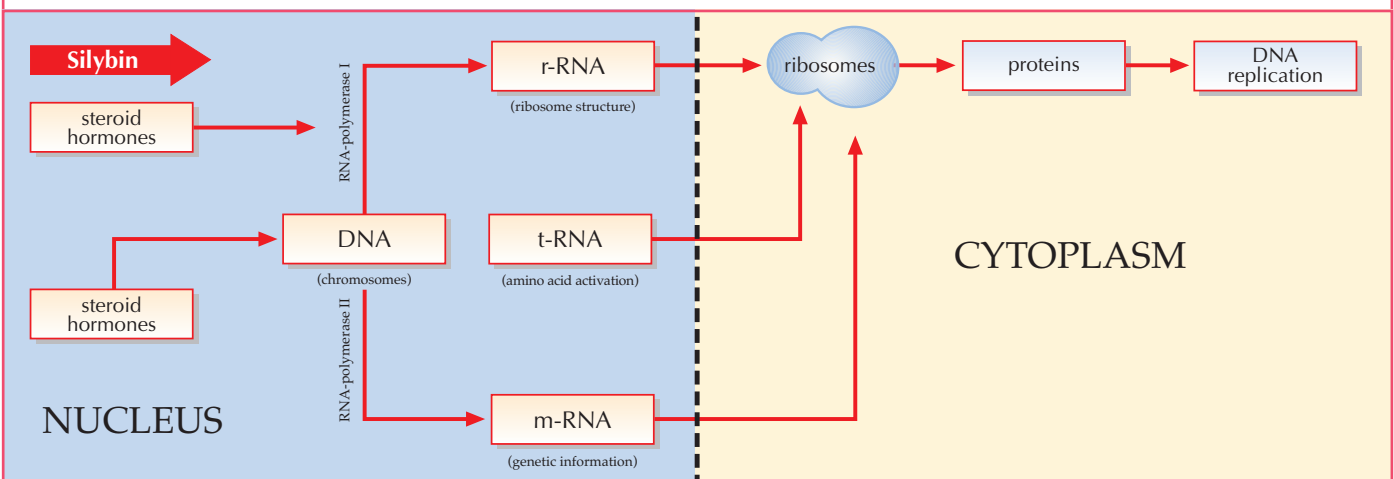 Silybin
steroid
hormones
RNA-polymerase I
r-RNA
(ribosome structure)
ribosomes
proteins
DNA
replication
DNA
(chromosomes)
t-RNA
(amino acid activation)
CYTOPLASM
steroid
hormones
RNA-polymerase II
m-RNA
(genetic information)
NUCLEUS